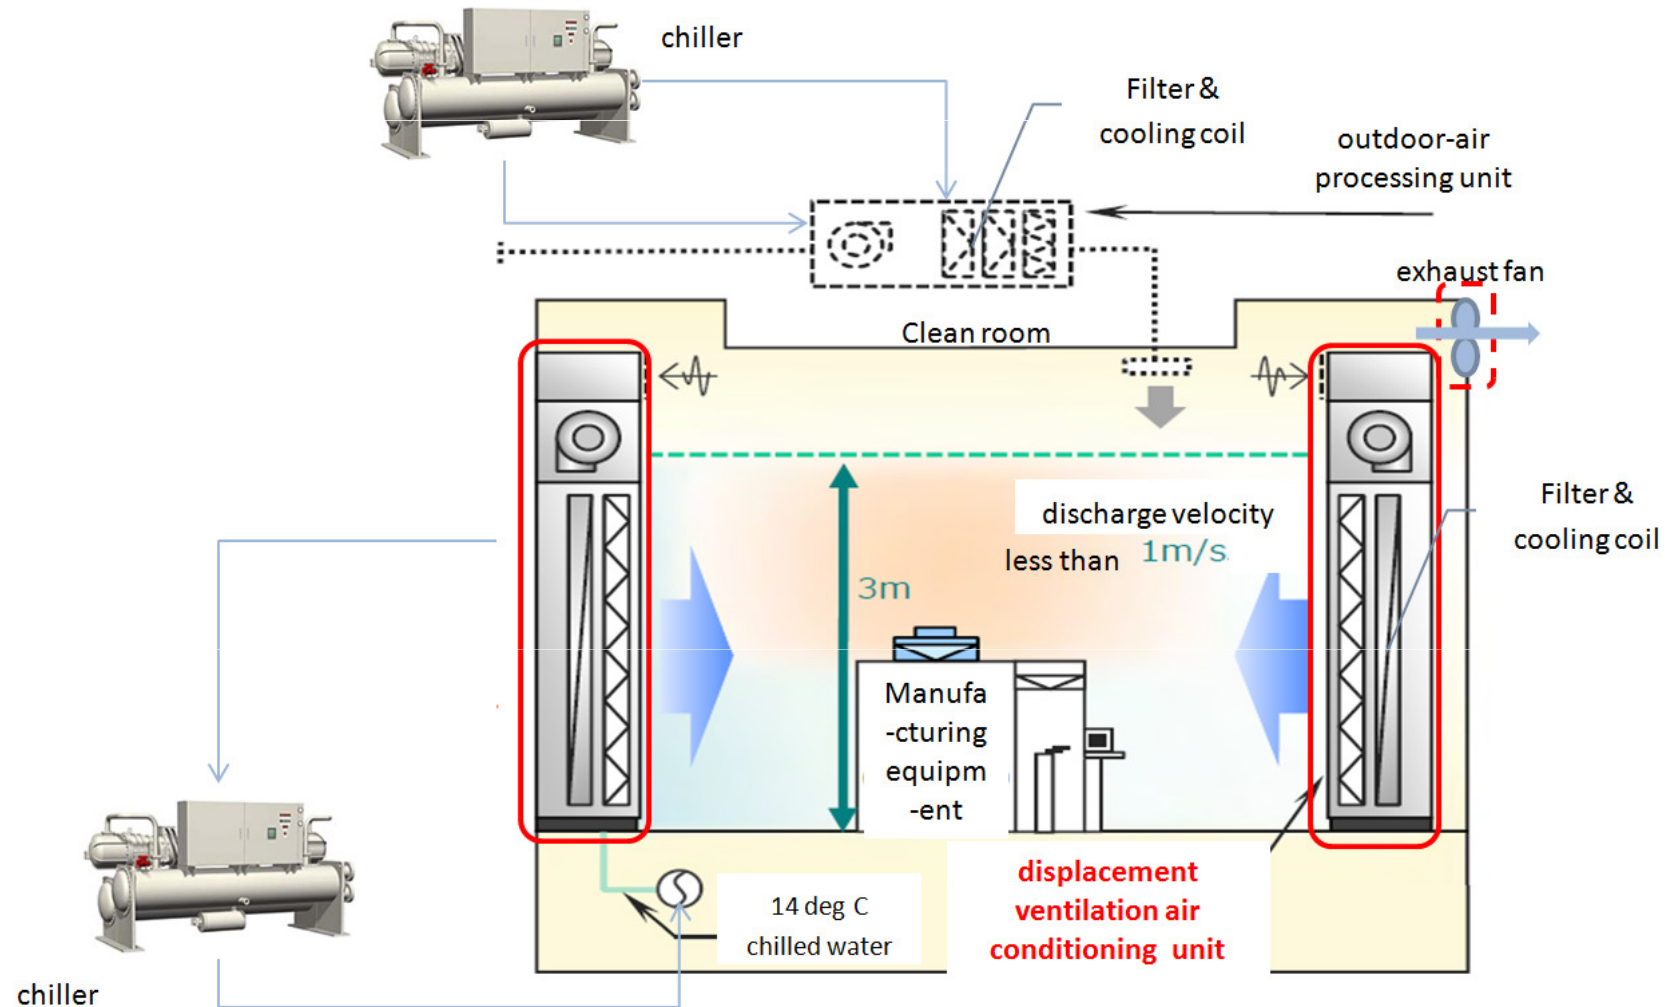 chiller
Filter &
cooling coil
outdoor-air
processing unit
exhaust fan
Clean room
discharge velocity
less than 1m/s
3m
Filter &
cooling coil
Manufa
-cturing
equipm
-ent
displacement
ventilation air
conditioning unit
14 deg C
chilled water
chiller